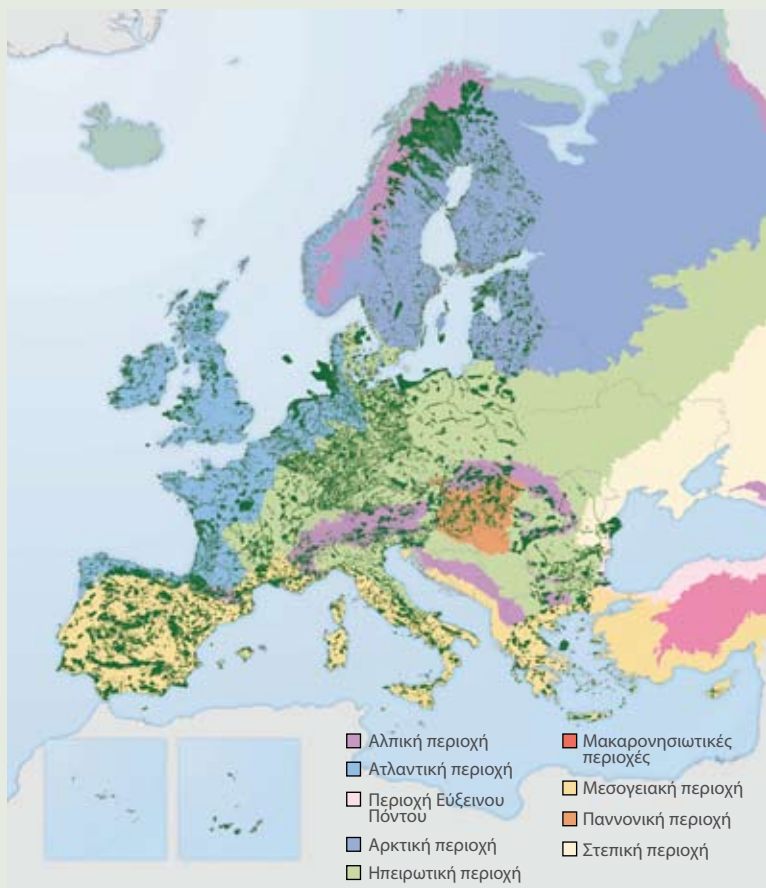 Αλπική περιοχή
Ατλαντική περιοχή
Περιοχή Εύξεινου
Πόντου
Αρκτική περιοχή
Ηπειρωτική περιοχή
Μακαρονησιωτικές
περιοχές
Μεσογειακή περιοχή
Παννονική περιοχή
Στεπική περιοχή